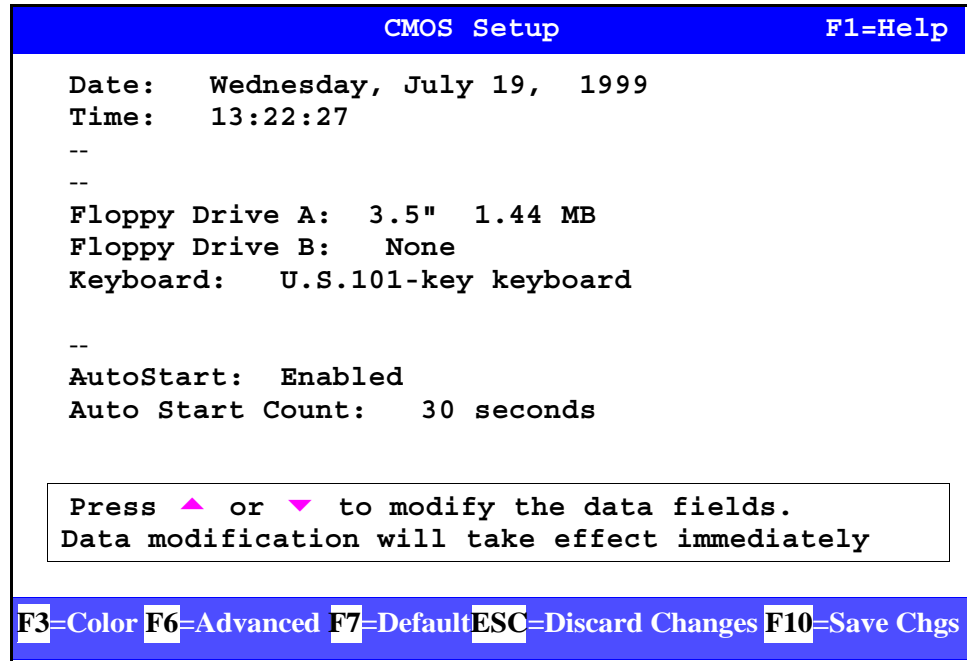 CMOS Setup F1=Help
Date: Wednesday, July 19, 1999
Time: 13:22:27
--
--
Floppy Drive A: 3.5" 1.44 MB
Floppy Drive B: None
Keyboard: U.S.101-key keyboard
--
AutoStart: Enabled
Auto Start Count: 30 seconds
Press ▲ or ▼ to modify the data fields.
Data modification will take effect immediately
F3=Color F6=Advanced F7=DefaultESC=Discard Changes F10=Save Chgs